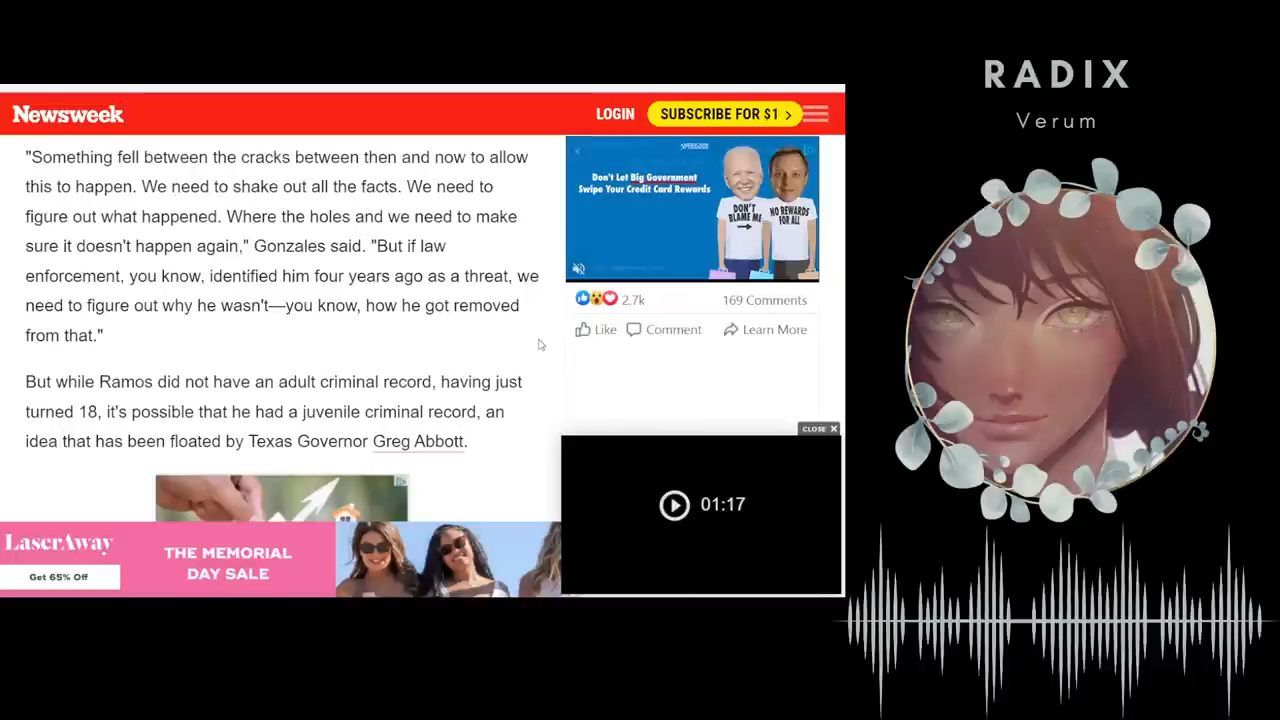 RADIX
Verum
Newsweek
LOGIN
SUBSCRIBE FOR $1 >
"Something fell between the cracks between then and now to allow
this to happen. We need to shake out all the facts. We need to
figure out what happened. Where the holes and we need to make
sure it doesn't happen again," Gonzales said. "But if law
enforcement, you know, identified him four years ago as a threat, we
need to figure out why he wasn't—you know, how he got removed
from that."
But while Ramos did not have an adult criminal record, having just
turned 18, it's possible that he had a juvenile criminal record, an
idea that has been floated by Texas Governor Greg Abbott.
Don't Let Big Government
Swipe Your Credit Card Rewards
DON'T
BLAME ME
NO REWARDS
FOR ALL
2.7k
169 Comments
Like
Comment
Learn More
CLOSE X
01:17
LaserAway
Get 65% Off
THE MEMORIAL
DAY SALE